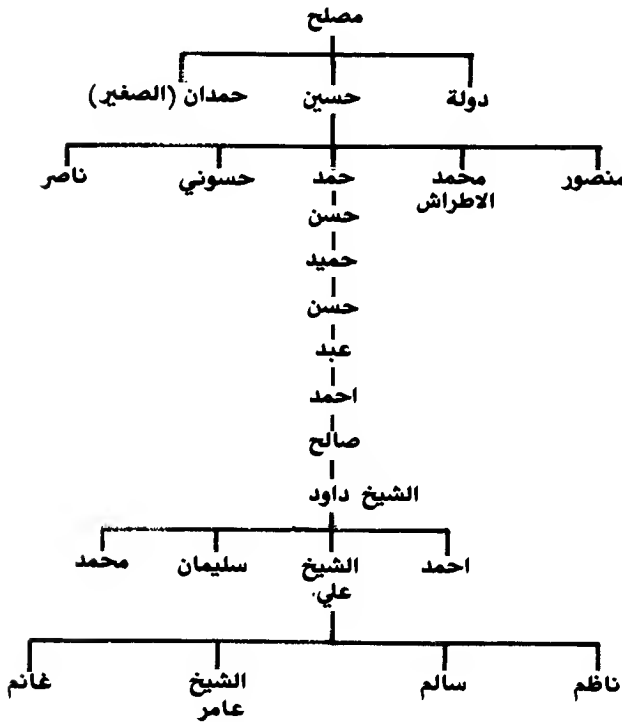 مصلح
دولة حسين حمدان (الصغير)
منصور محمد حمد حسوني ناصر
الاطراش
حسن
حميد
حسن
عبد
احمد
صالح
الشيخ داود
احمد الشيخ سليمان محمد
علي
ناظم سالم الشيخ غانم
عامر